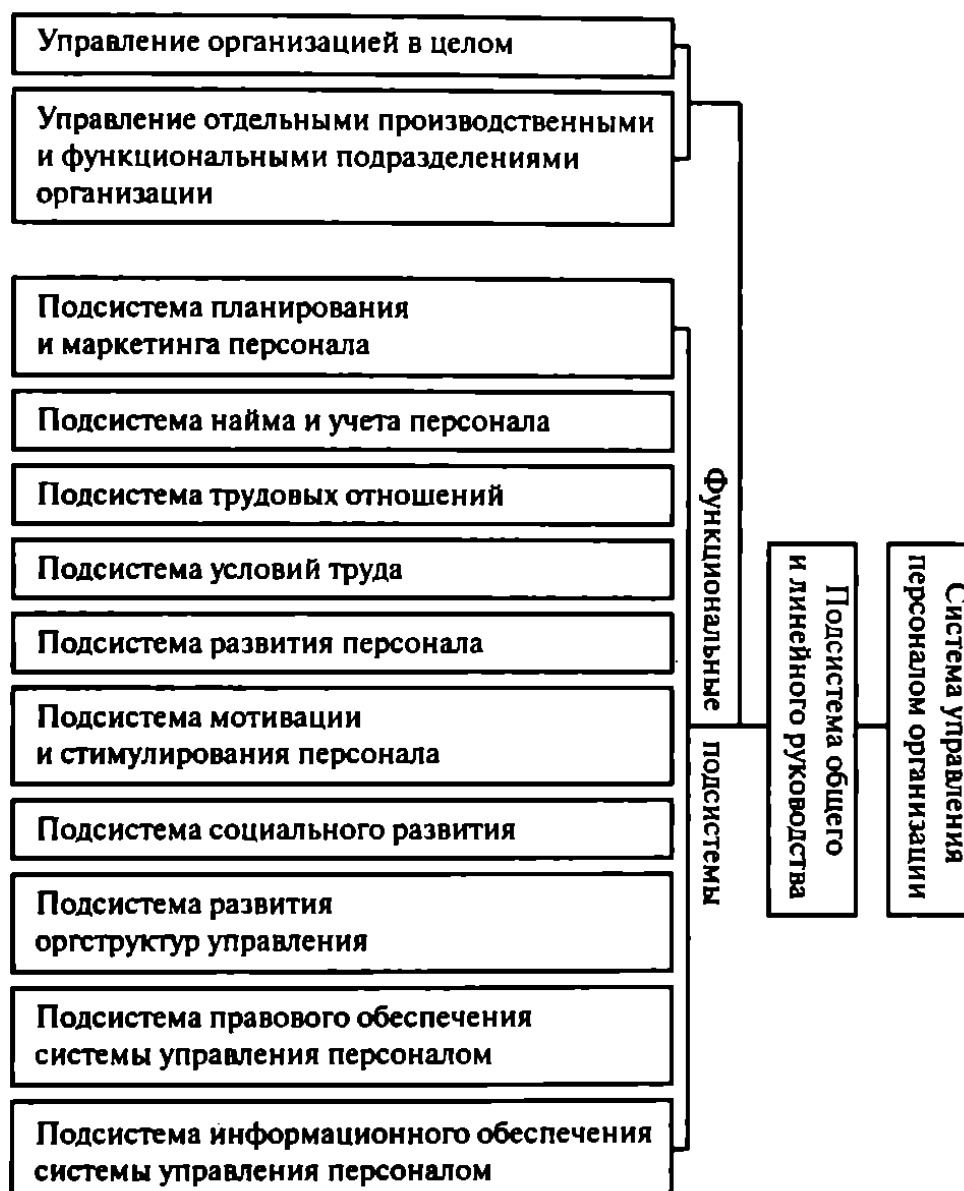 Управление организацией в целом
Управление отдельными производственными
и функциональными подразделениями
организации
Подсистема планирования
и маркетинга персонала
Подсистема найма и учета персонала
Подсистема трудовых отношений
Подсистема условий труда
Подсистема развития персонала
Подсистема мотивации
и стимулирования персонала
Подсистема социального развития
Подсистема развития
оргструктур управления
Подсистема правового обеспечения
системы управления персоналом
Подсистема информационного обеспечения
системы управления персоналом
Функциональные подсистемы
Подсистема общего
и линейного руководства
Система управления
персоналом организации